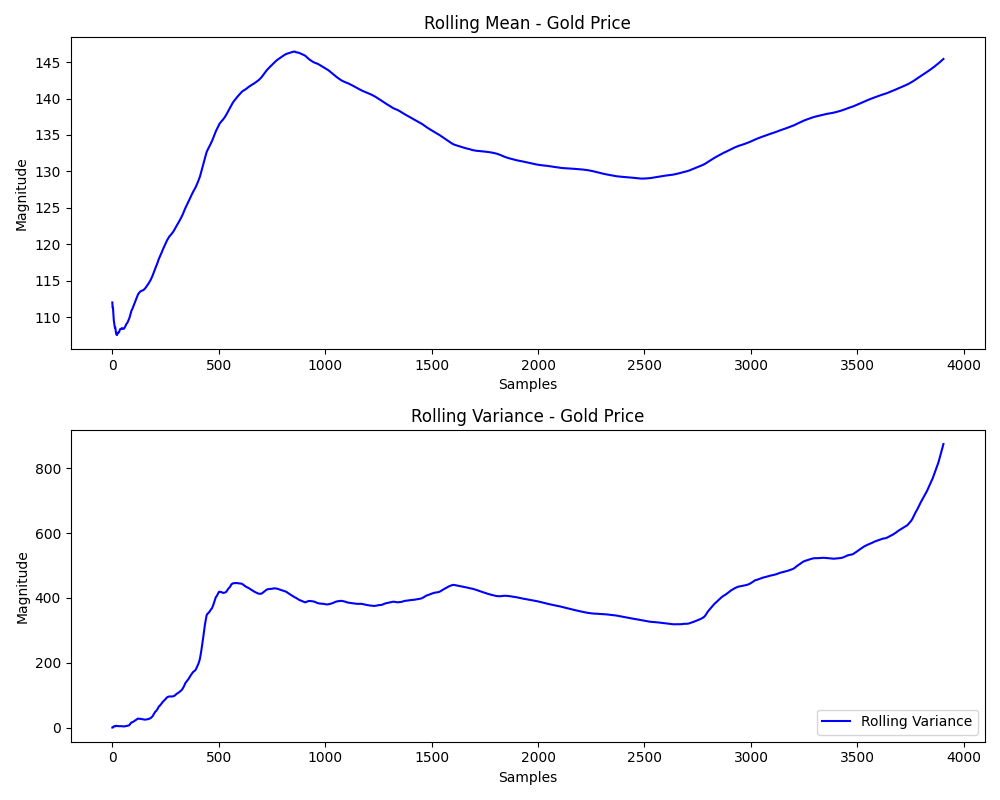 Rolling Mean - Gold Price
Magnitude
145
140
135
130
125
120
115
110
0 500 1000 1500 2000 2500 3000 3500 4000
Samples
Rolling Variance - Gold Price
Magnitude
800
600
400
200
0
Rolling Variance
0 500 1000 1500 2000 2500 3000 3500 4000
Samples